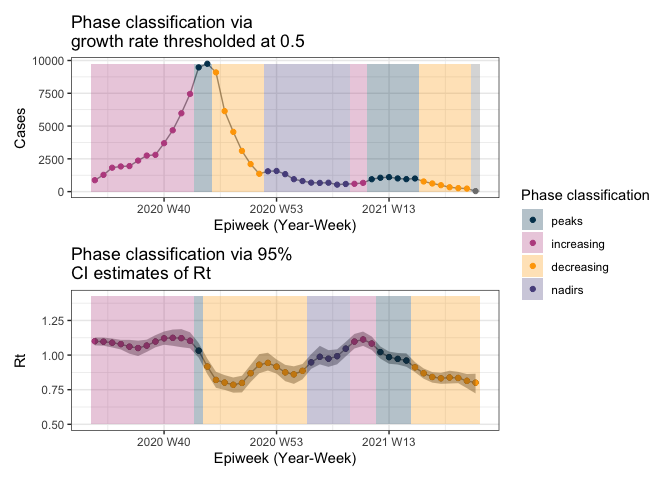 Phase classification via
growth rate thresholded at 0.5
10000
7500
5000
2500
0
Cases
2020 W40
2020 W53
2021 W13
Epiweek (Year-Week)
Phase classification
peaks
increasing
decreasing
nadirs
Phase classification via 95%
CI estimates of Rt
1.25
1.00
0.75
0.50
Rt
2020 W40
2020 W53
2021 W13
Epiweek (Year-Week)